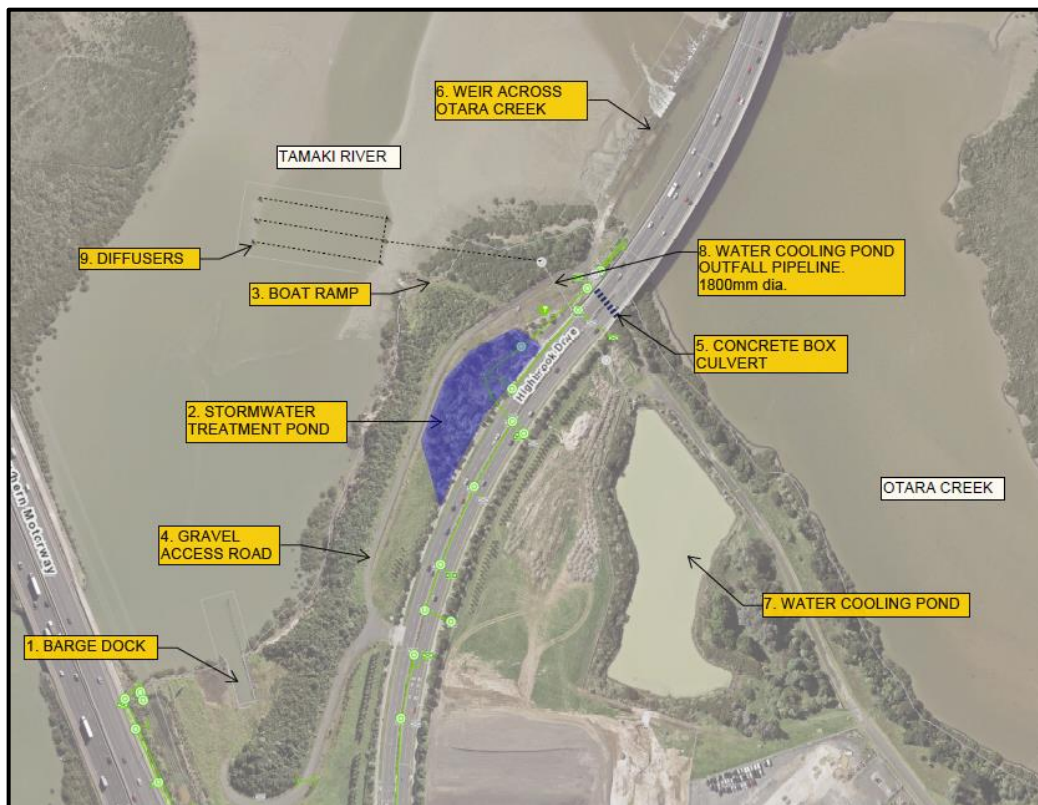 6. WEIR ACROSS
OTARA CREEK
TAMAKI RIVER
9. DIFFUSERS
8. WATER COOLING POND
OUTFALL PIPELINE.
1800mm dia.
3. BOAT RAMP
5. CONCRETE BOX
CULVERT
Highbrook Drive
2. STORMWATER
TREATMENT POND
OTARA CREEK
hern Motorway
4. GRAVEL
ACCESS ROAD
7. WATER COOLING POND
1. BARGE DOCK